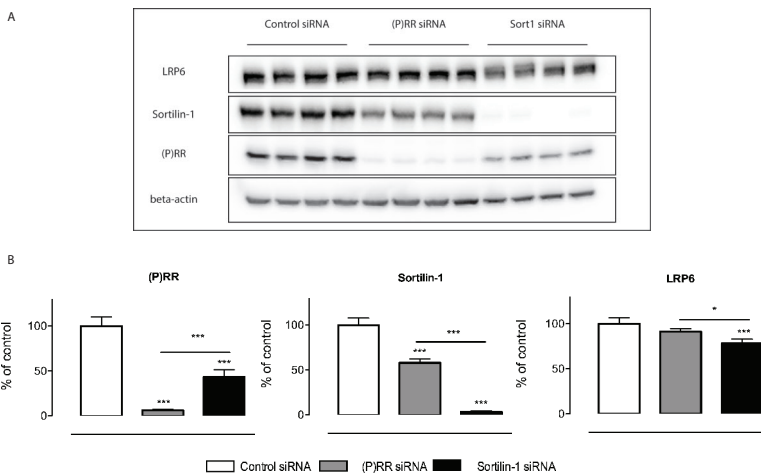 A
Control siRNA (P)RR siRNA Sort1 siRNA
LRP6
Sortilin-1
(P)RR
beta-actin
B
(P)RR
% of control
100
50
0
***
***
***
Sortilin-1
% of control
100
50
0
***
***
***
LRP6
% of control
100
50
0
*
***
Control siRNA (P)RR siRNA Sortilin-1 siRNA